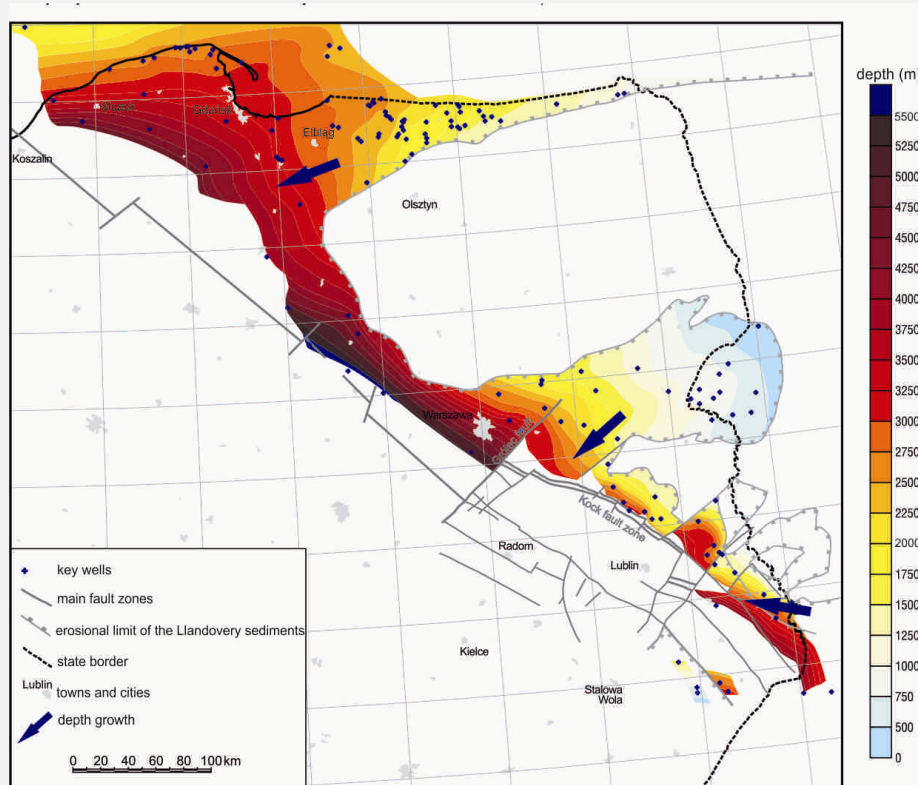 depth (m)
5500
5250
5000
4750
4500
4250
4000
3750
3500
3250
3000
2750
2500
2250
2000
1750
1500
1250
1000
750
500
0
Gdańsk
Elbląg
Koszalin
Olsztyn
Warszawa
Grójec fault
Kock fault zone
Radom
Lublin
Kielce
Stalowa
Wola
key wells
main fault zones
erosional limit of the Llandovery sediments
state border
Lublin
towns and cities
depth growth
0 20 40 60 80 100 km